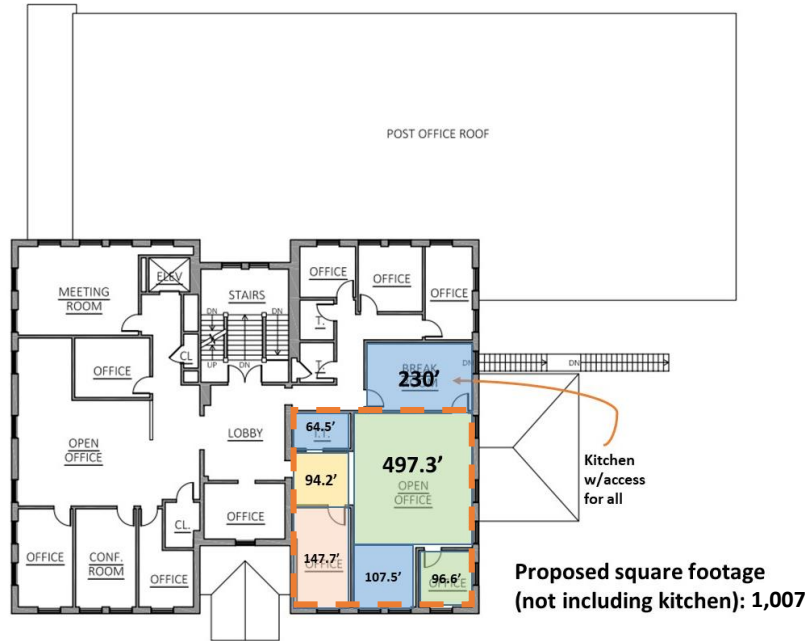 POST OFFICE ROOF
MEETING
ROOM
ELEV
STAIRS
DN
DN
UP
DN
CL
OFFICE
OFFICE
OFFICE
OFFICE
T.
T.
BREAK
230’
DN
DN
OFFICE
OPEN
OFFICE
LOBBY
OFFICE
CL.
OFFICE
CONF.
ROOM
OFFICE
64.5’
94.2’
497.3’
OPEN
OFFICE
147.7’
OFFICE
107.5’
96.6’
OFFICE
Kitchen
w/access
for all
Proposed square footage
(not including kitchen): 1,007